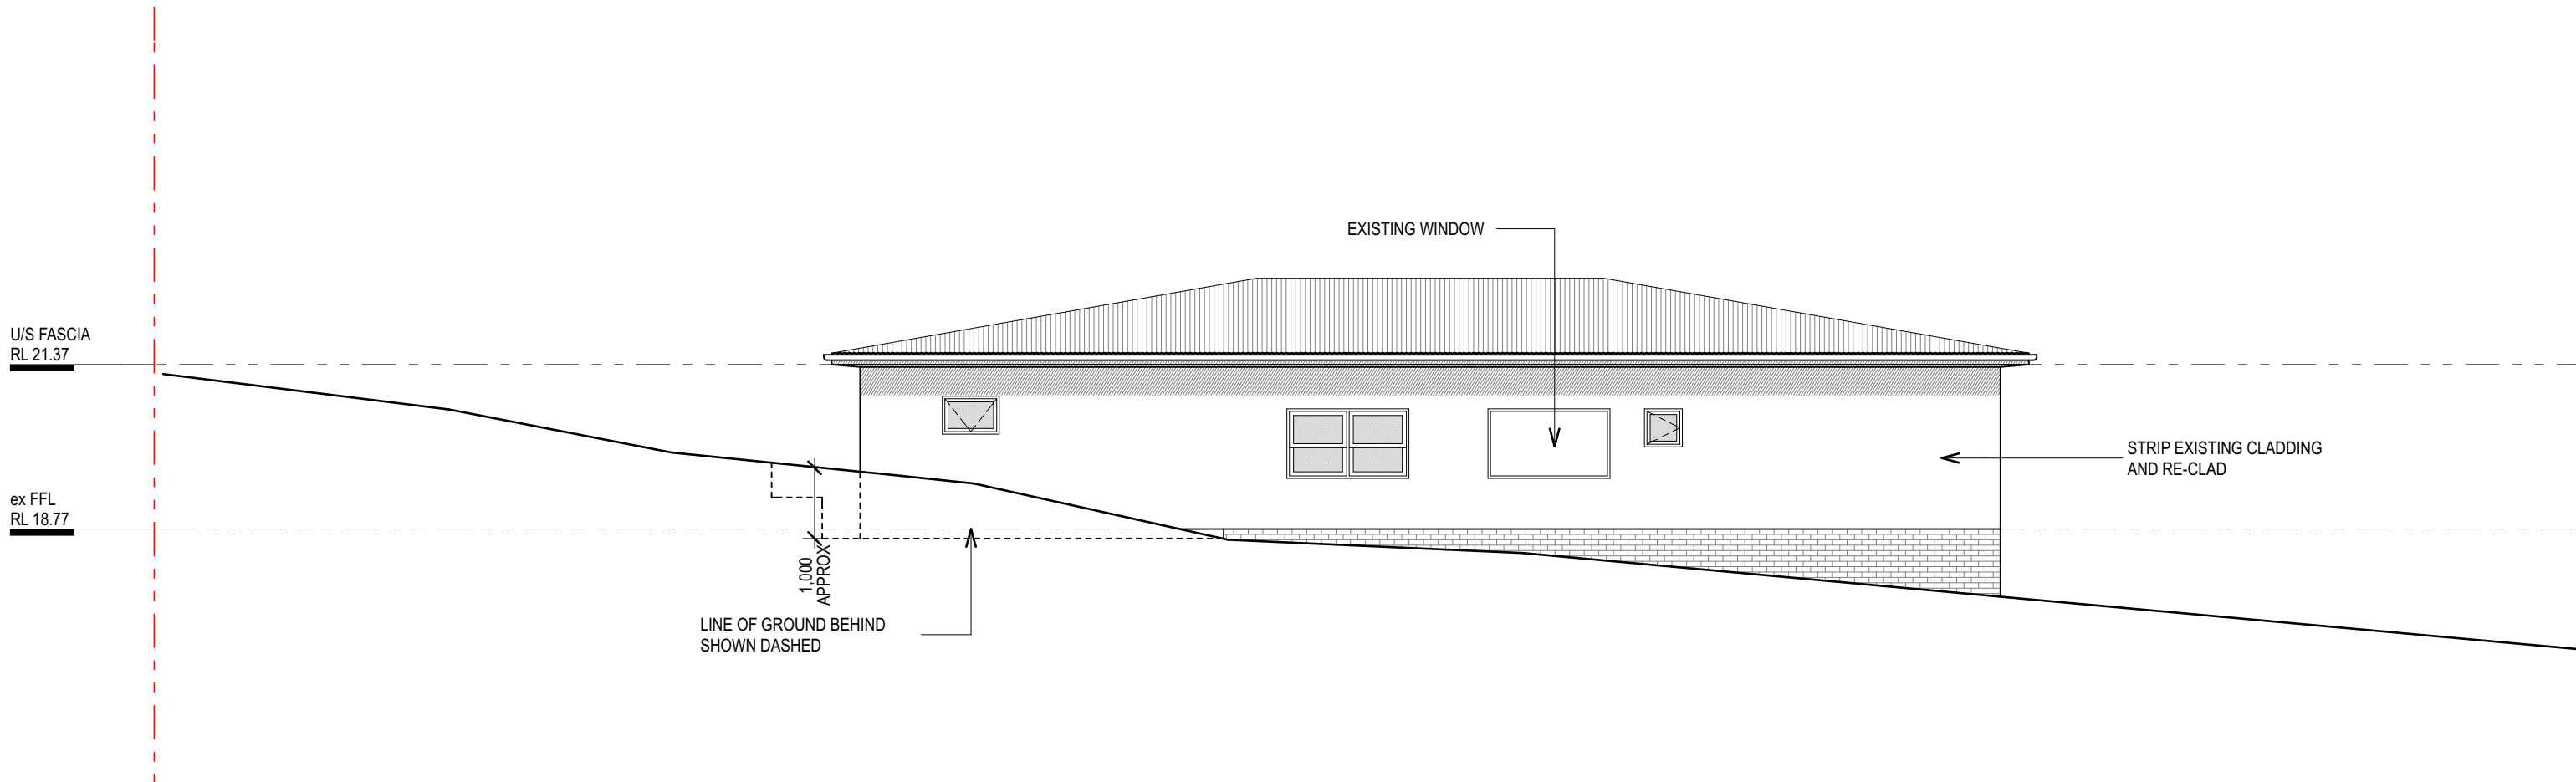 EXISTING WINDOW
U/S FASCIA
RL 21.37
STRIP EXISTING CLADDING
AND RE-CLAD
ex FFL
RL 18.77
1,000
APPROX
LINE OF GROUND BEHIND
SHOWN DASHED